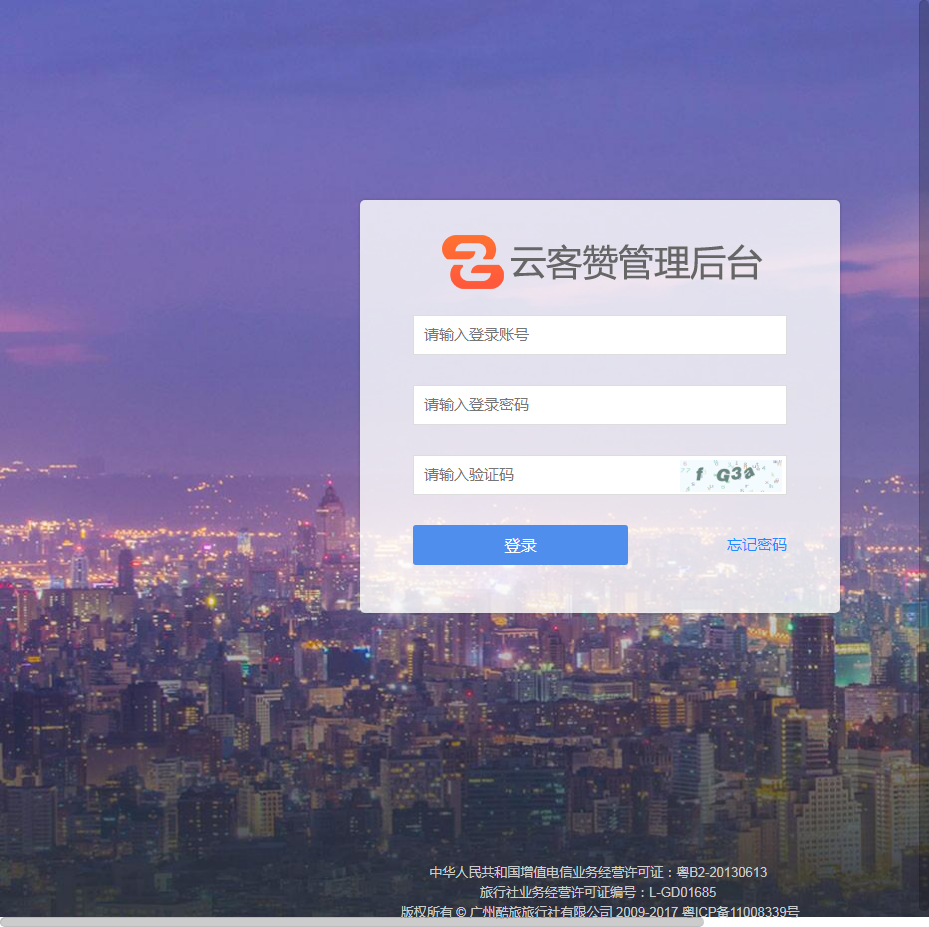 云客赞管理后台
请输入登录账号
请输入登录密码
请输入验证码
f G3a
登录 忘记密码
中华人民共和国增值电信业务经营许可证：粤B2-20130613
旅行社业务经营许可证编号：L-GD01685
版权所有 © 广州酷旅旅行社有限公司 2009-2017 粤ICP备11008339号